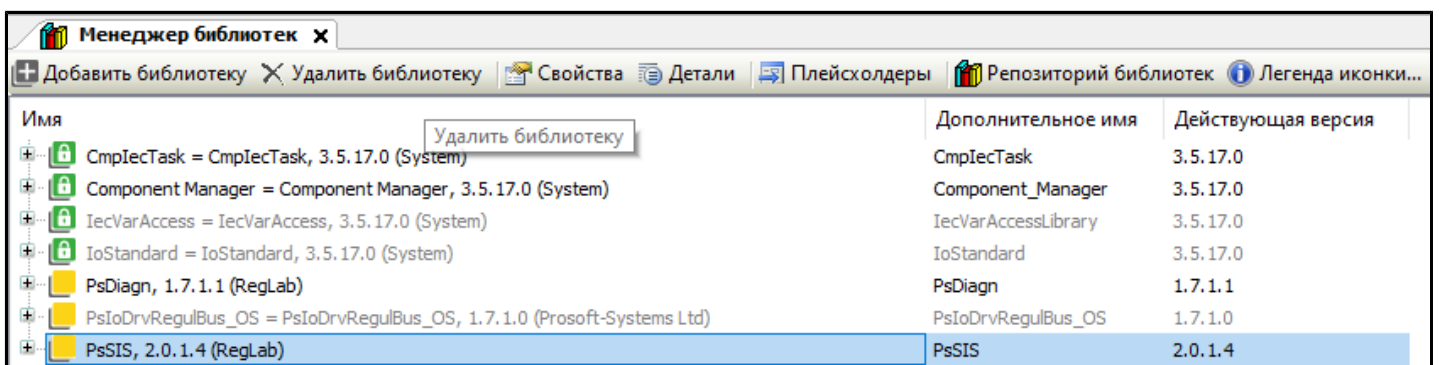 Менеджер библиотек x
Добавить библиотеку Удалить библиотеку Свойства Детали Плейсхолдеры Репозиторий библиотек Легенда иконки...
Имя Дополнительное имя Действующая версия
Удалить библиотеку
CmpIecTask = CmpIecTask, 3.5.17.0 (System) CmpIecTask 3.5.17.0
Component Manager = Component Manager, 3.5.17.0 (System) Component_Manager 3.5.17.0
IecVarAccess = IecVarAccess, 3.5.17.0 (System) IecVarAccessLibrary 3.5.17.0
IoStandard = IoStandard, 3.5.17.0 (System) IoStandard 3.5.17.0
PsDiagn, 1.7.1.1 (RegLab) PsDiagn 1.7.1.1
PsIoDrvRegulBus_OS = PsIoDrvRegulBus_OS, 1.7.1.0 (Prosoft-Systems Ltd) PsIoDrvRegulBus_OS 1.7.1.0
PsSIS, 2.0.1.4 (RegLab) PsSIS 2.0.1.4